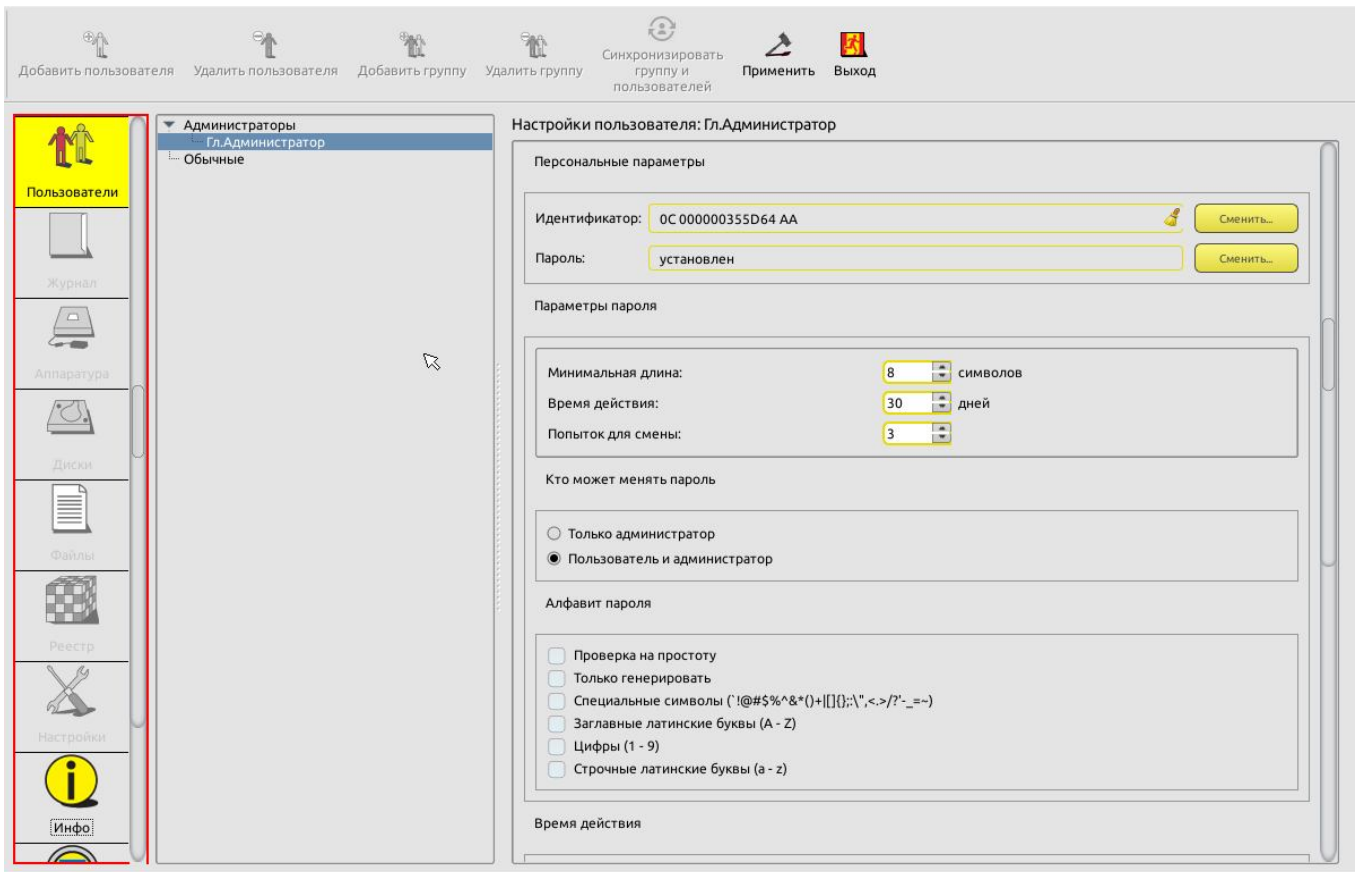 Добавить пользователя
Удалить пользователя
Добавить группу
Удалить группу
Синхронизировать
группу и
пользователей
Применить
Выход
Пользователи
Журнал
Аппаратура
Диски
Файлы
Реестр
Настройки
Инфо
Администраторы
Гл.Администратор
Обычные
Настройки пользователя: Гл.Администратор
Персональные параметры
Идентификатор: 0C 000000355D64 AA Сменить...
Пароль: установлен Сменить...
Параметры пароля
Минимальная длина: 8 символов
Время действия: 30 дней
Попыток для смены: 3
Кто может менять пароль
Только администратор
Пользователь и администратор
Алфавит пароля
Проверка на простоту
Только генерировать
Специальные символы (`!@#$%^&*()+|[]{};:\",<.>/?'-_=~)
Заглавные латинские буквы (A - Z)
Цифры (1 - 9)
Строчные латинские буквы (a - z)
Время действия